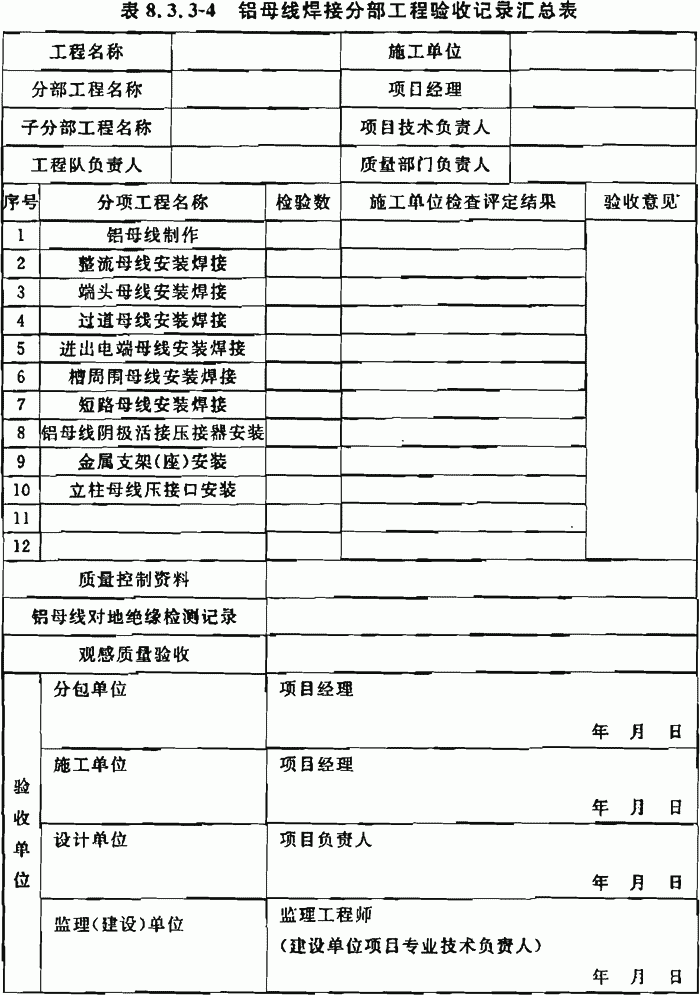 表 8.3.3-4 铝母线焊接分部工程验收记录汇总表
工程名称 施工单位
分部工程名称 项目经理
子分部工程名称 项目技术负责人
工程队负责人 质量部门负责人
序号 分项工程名称 检验数 施工单位检查评定结果 验收意见
1 铝母线制作
2 整流母线安装焊接
3 端头母线安装焊接
4 过道母线安装焊接
5 进出电端母线安装焊接
6 槽周围母线安装焊接
7 短路母线安装焊接
8 铝母线阴极活接压接器安装
9 金属支架(座)安装
10 立柱母线压接口安装
11
12
质量控制资料
铝母线对地绝缘检测记录
观感质量验收
验收单位
分包单位 项目经理
年 月 日
施工单位 项目经理
年 月 日
设计单位 项目负责人
年 月 日
监理(建设)单位 监理工程师
(建设单位项目专业技术负责人)
年 月 日